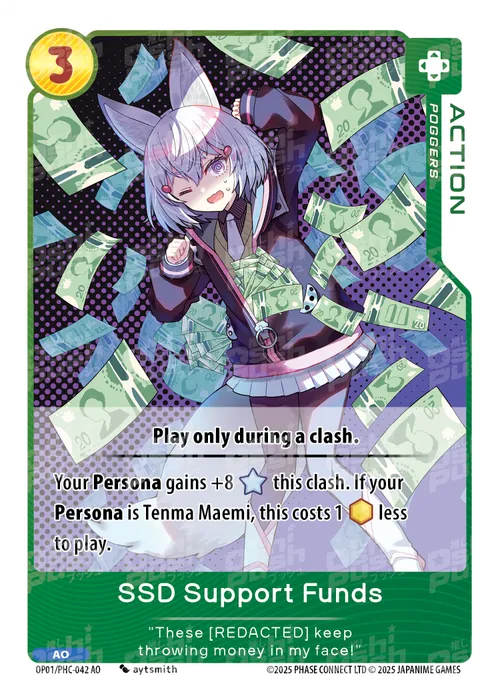 3
ACTION
POGGERS
Play only during a clash.
Your Persona gains +8 this clash. If your
Persona is Tenma Maemi, this costs 1 less
to play.
SSD Support Funds
"These [REDACTED] keep
throwing money in my face!"
AO
OP01/PHC-042 AO
aytsmith
©2025 PHASE CONNECT LTD © 2025 JAPANIME GAMES